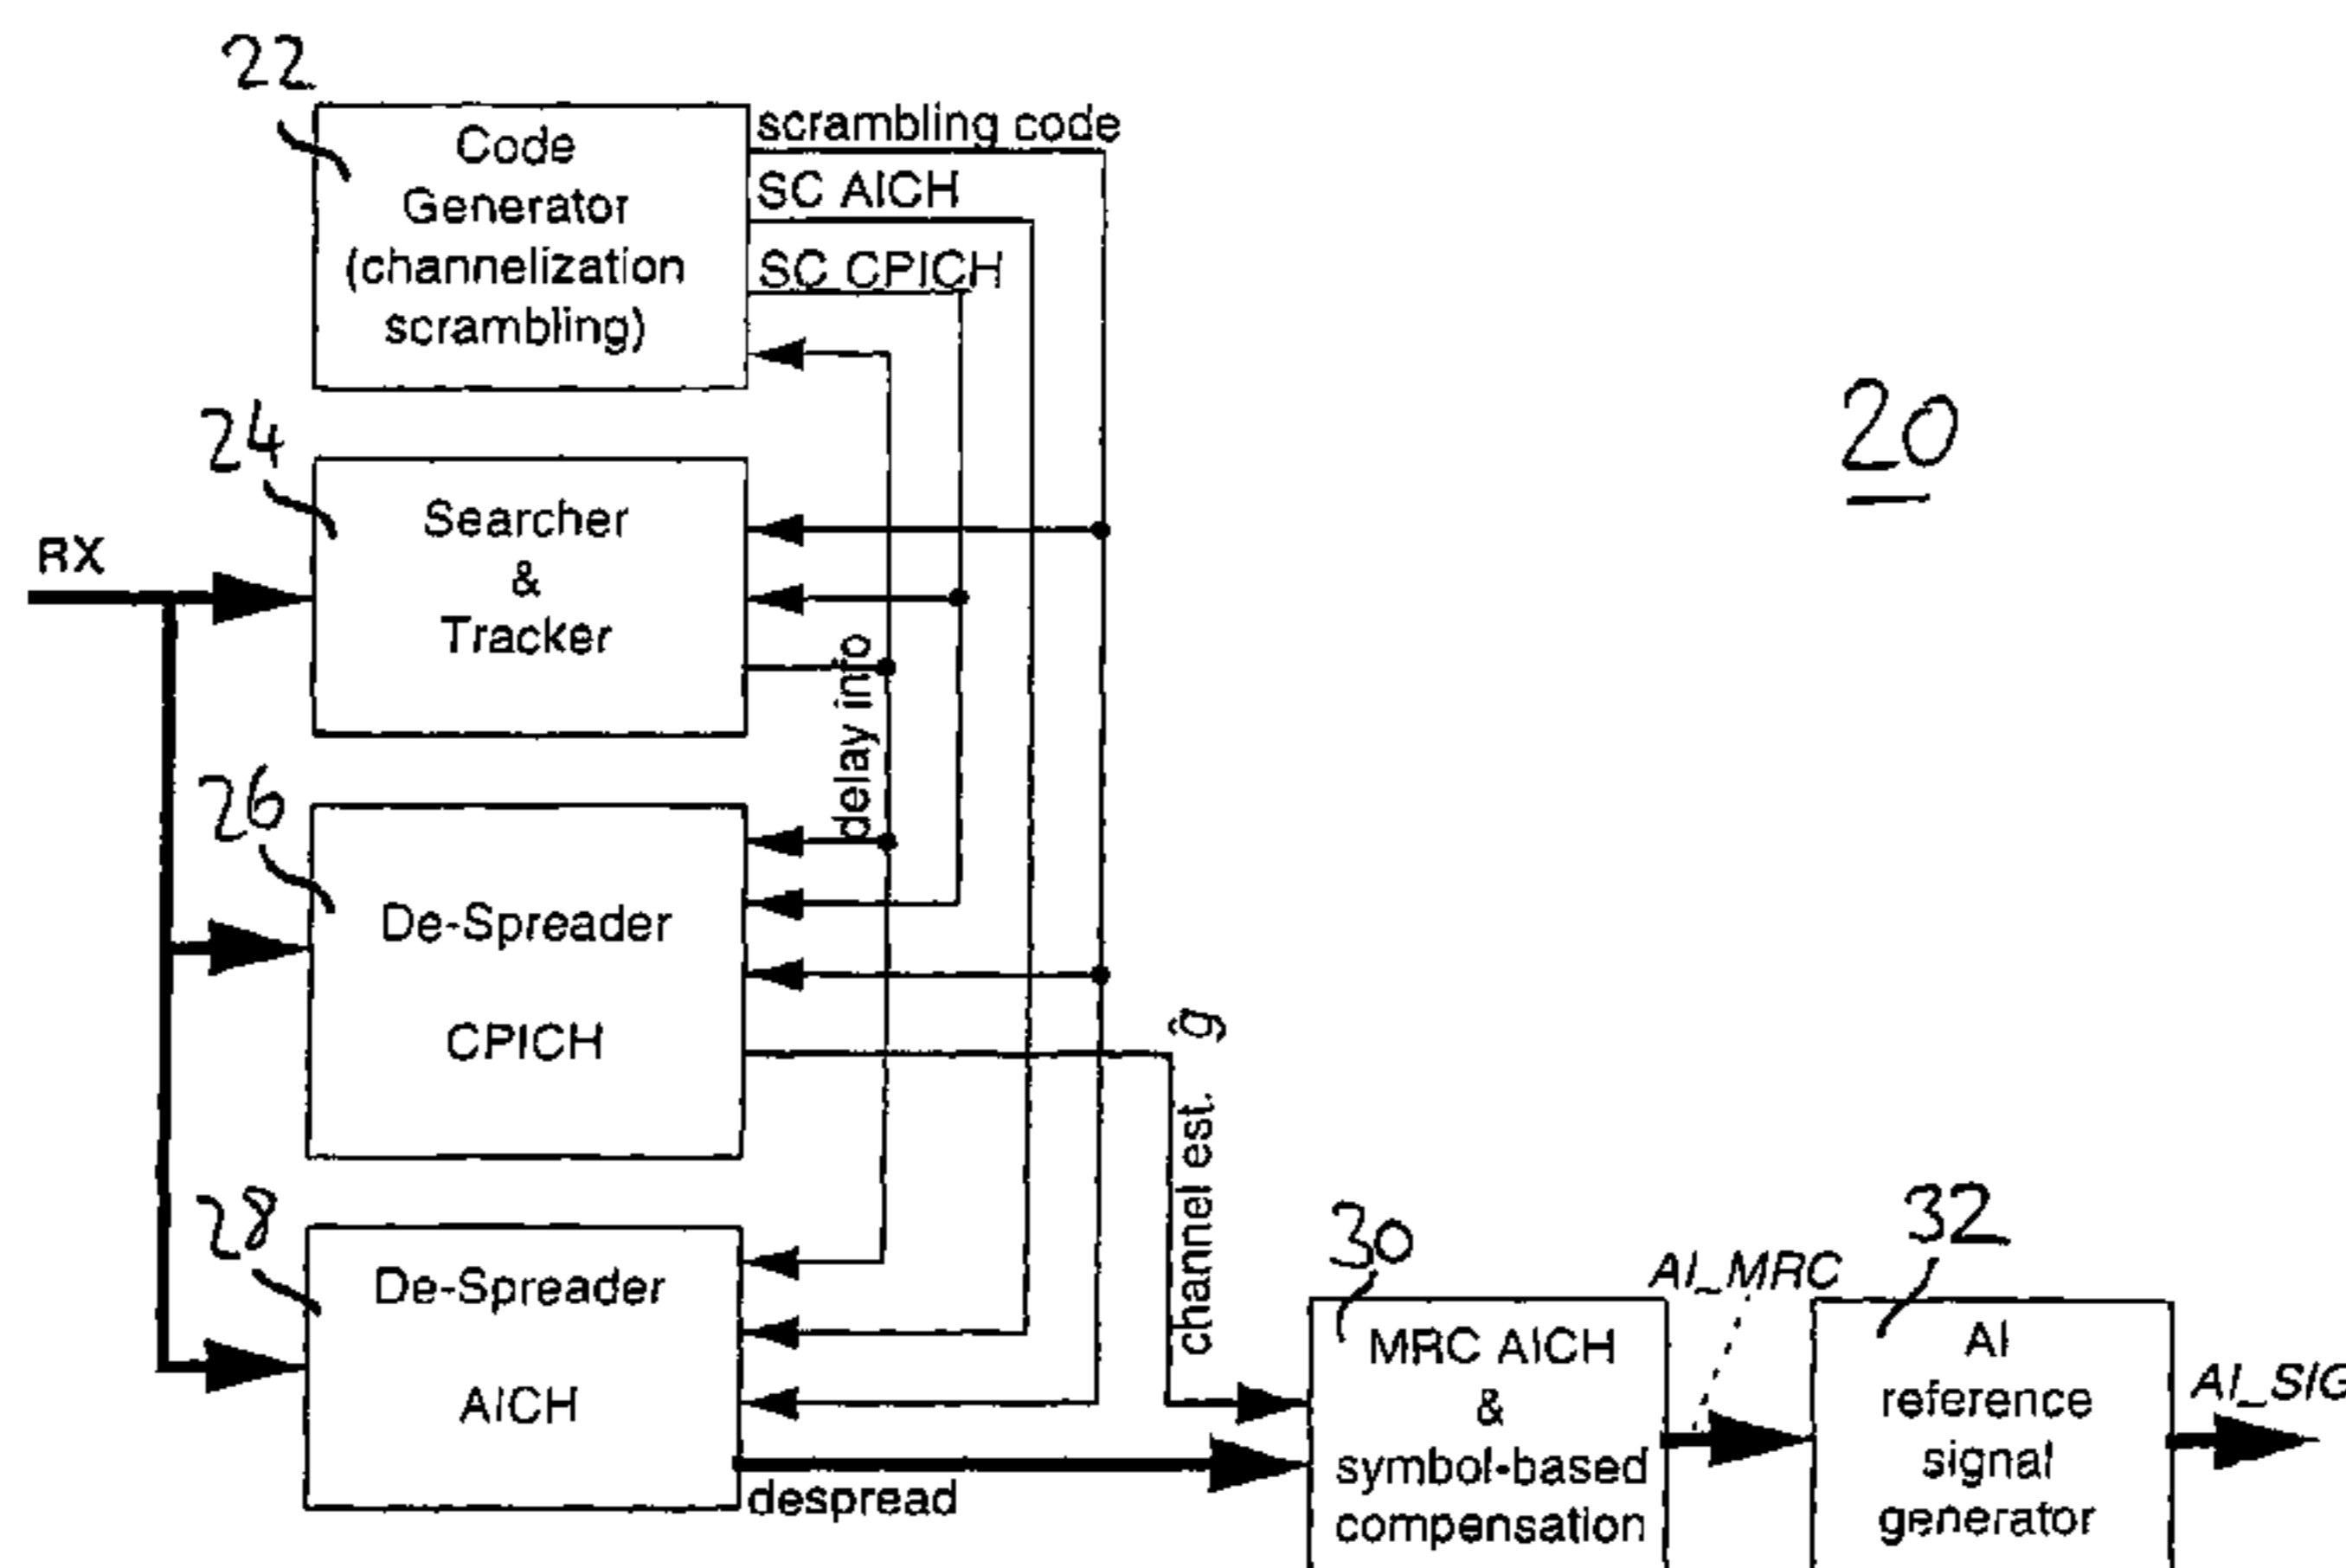 22
Code
Generator
(channelization
scrambling)
scrambling code
SC AICH
SC CPICH
20
24
Searcher
&
Tracker
RX
delay info
26
De-Spreader
CPICH
ĝ
channel est.
28
De-Spreader
AICH
despread
30
MRC AICH
&
symbol-based
compensation
AI_MRC
32
AI
reference
signal
generator
AI_SIG